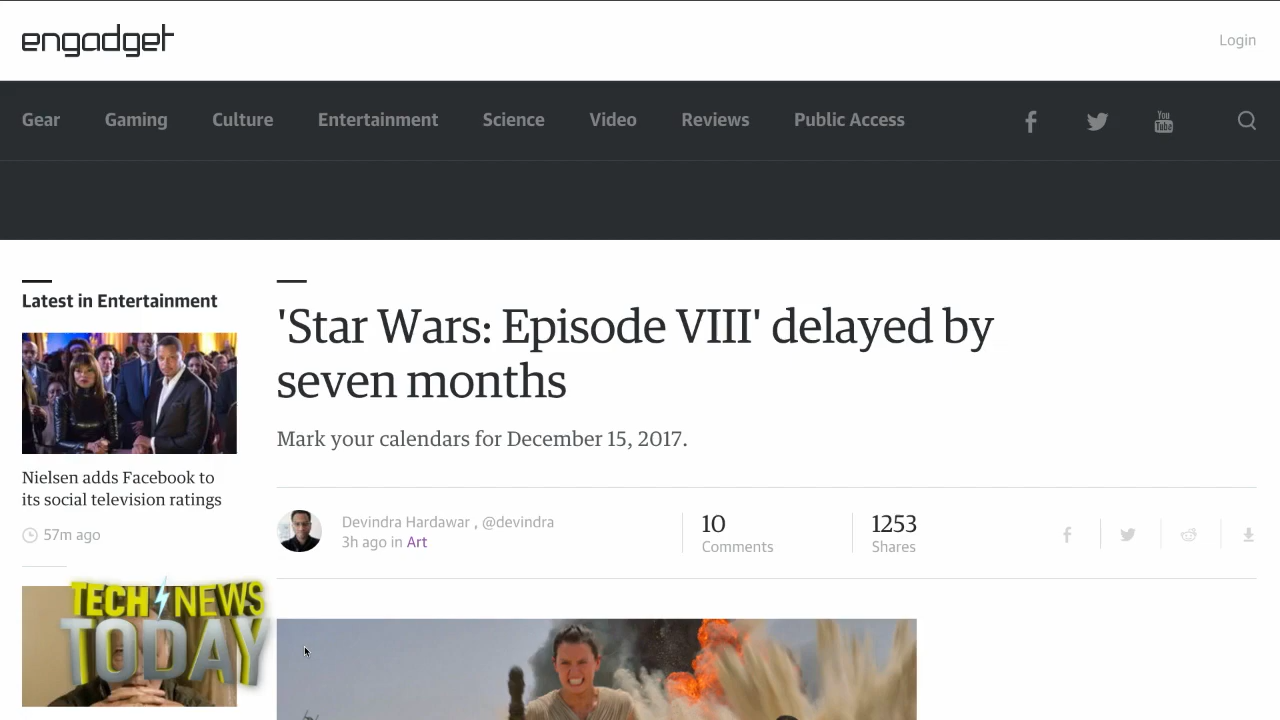 engadget
Login
Gear Gaming Culture Entertainment Science Video Reviews Public Access
You Tube
Latest in Entertainment
'Star Wars: Episode VIII' delayed by
seven months
Mark your calendars for December 15, 2017.
Nielsen adds Facebook to
its social television ratings
57m ago
Devindra Hardawar , @devindra
3h ago in Art
10
Comments
1253
Shares
TECH NEWS
TODAY